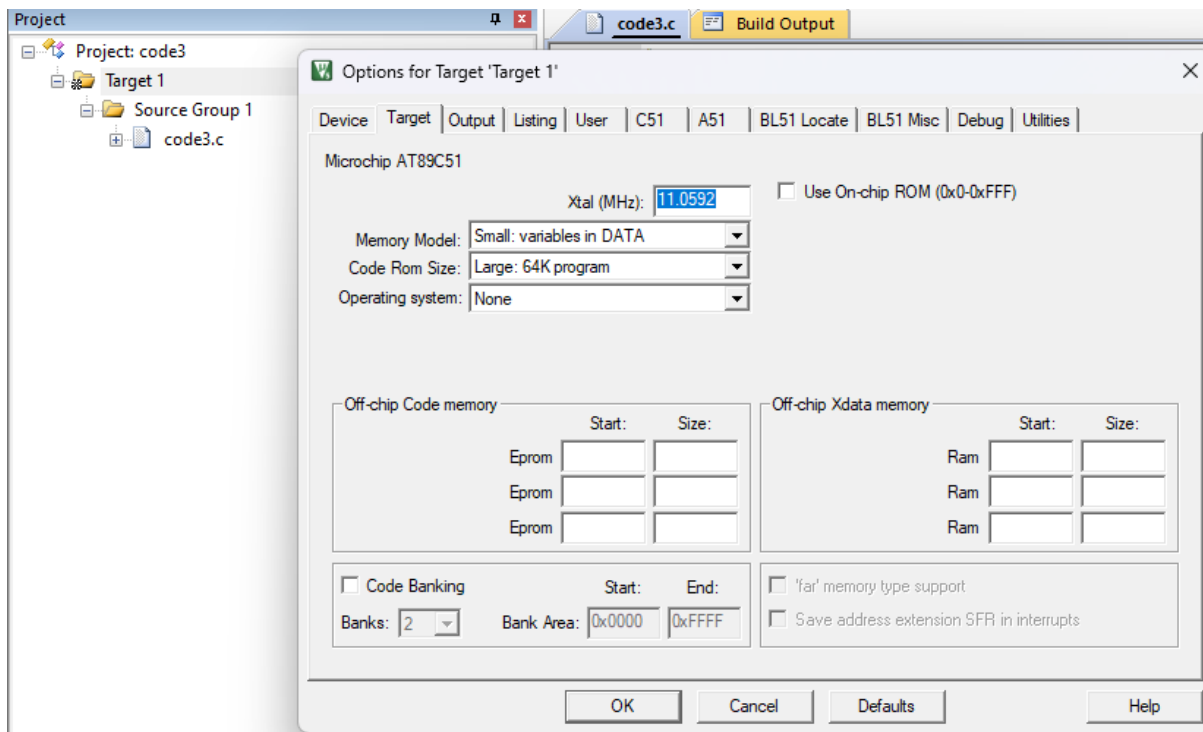 Project
Project: code3
Target 1
Source Group 1
code3.c
code3.c
Build Output
Options for Target 'Target 1'
Device Target Output Listing User C51 A51 BL51 Locate BL51 Misc Debug Utilities
Microchip AT89C51
Xtal (MHz): 11.0592
Use On-chip ROM (0x0-0xFFF)
Memory Model: Small: variables in DATA
Code Rom Size: Large: 64K program
Operating system: None
Off-chip Code memory
Start: Size:
Eprom
Eprom
Eprom
Off-chip Xdata memory
Start: Size:
Ram
Ram
Ram
Code Banking Start: End:
Banks: 2 Bank Area: 0x0000 0xFFFF
'far' memory type support
Save address extension SFR in interrupts
OK Cancel Defaults Help